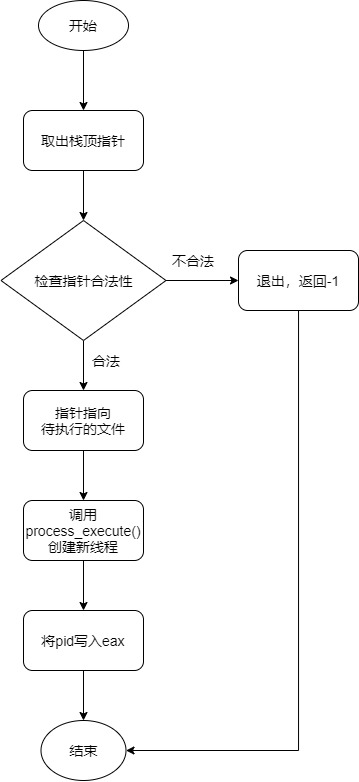 开始
取出栈顶指针
检查指针合法性
不合法
退出，返回-1
合法
指针指向
待执行的文件
调用
process_execute()
创建新线程
将pid写入eax
结束